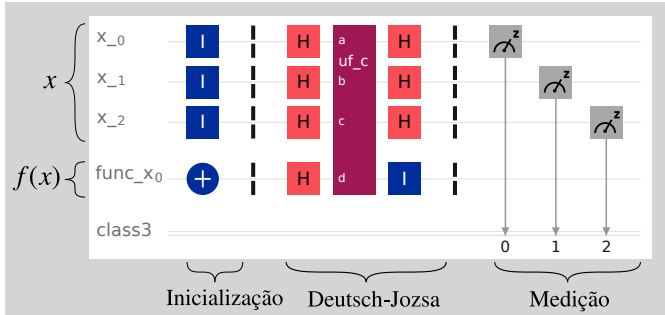 x
x_0 I H a H z
uf_c
x_1 I H b H z
x_2 I H c H z
f(x) func_x0 + H d I
class3 0 1 2
Inicialização Deutsch-Jozsa Medição